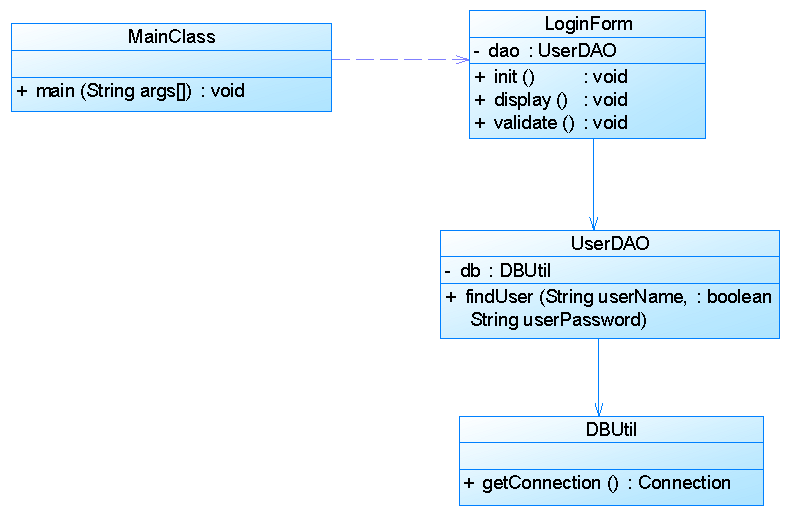 MainClass
+ main (String args[]) : void
LoginForm
- dao : UserDAO
+ init () : void
+ display () : void
+ validate () : void
UserDAO
- db : DBUtil
+ findUser (String userName, : boolean
String userPassword)
DBUtil
+ getConnection () : Connection